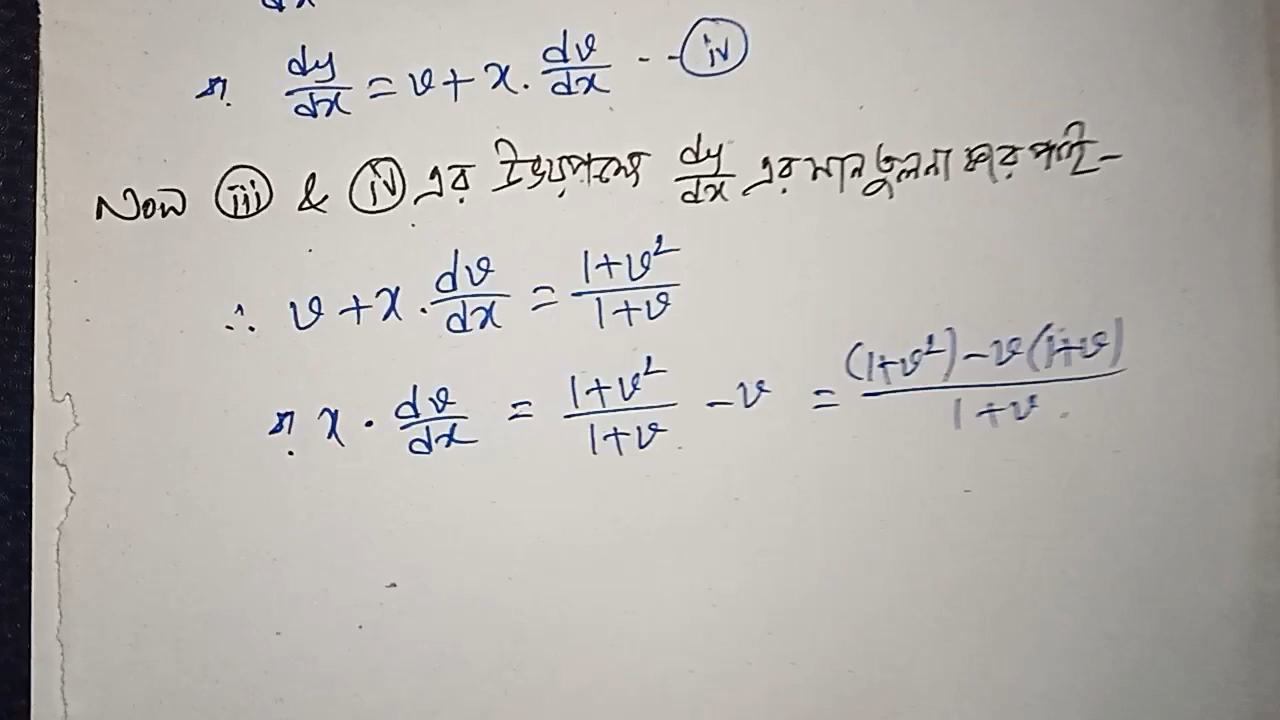 dx
বা, dy/dx = v + x. dv/dx --- (iv)
Now (iii) & (iv) এর উভয়পক্ষে dy/dx এর মান তুলনা করে পাই-
∴ v + x. dv/dx = 1+v²/1+v
বা, x. dv/dx = 1+v²/1+v - v = (1+v²)-v(1+v)/1+v